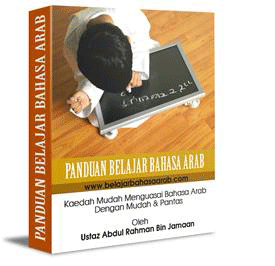 PANDUAN BELAJAR BAHASA ARAB
PANDUAN BELAJAR BAHASA ARAB
www.belajarbahasaarab.com
Kaedah Mudah Menguasai Bahasa Arab
Dengan Mudah & Pantas
Oleh
Ustaz Abdul Rahman Bin Jamaan